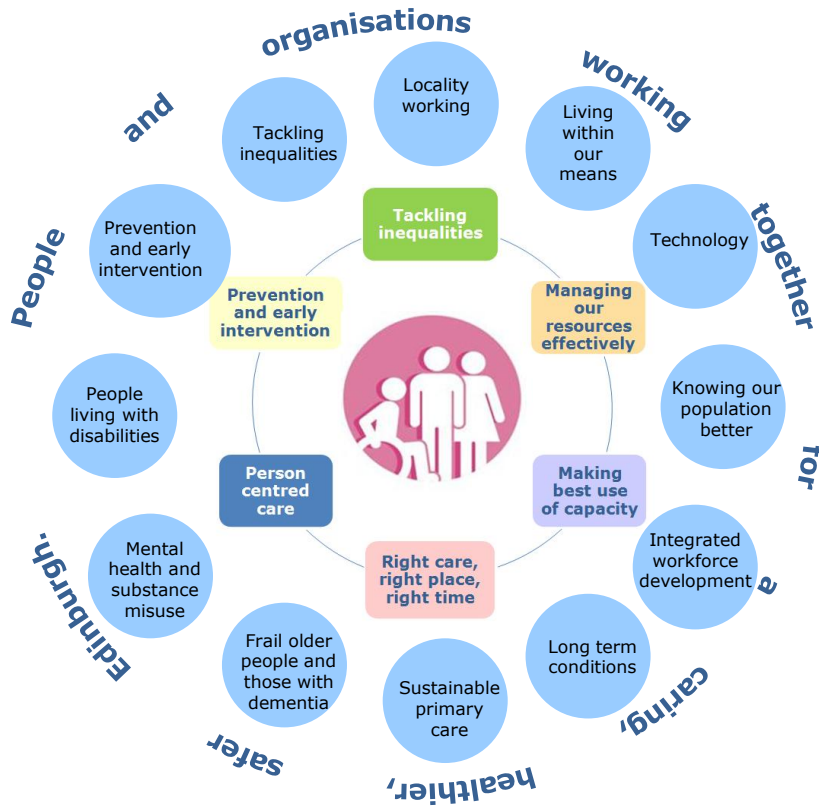 People and organisations working together for a caring, healthier, safer Edinburgh.
Locality
working
Living
within
our
means
Technology
Knowing our
population
better
Integrated
workforce
development
Long term
conditions
Sustainable
primary
care
Frail older
people and
those with
dementia
Mental
health and
substance
misuse
People
living with
disabilities
Prevention
and early
intervention
Tackling
inequalities
Tackling
inequalities
Managing
our
resources
effectively
Making
best use
of capacity
Right care,
right place,
right time
Person
centred
care
Prevention
and early
intervention